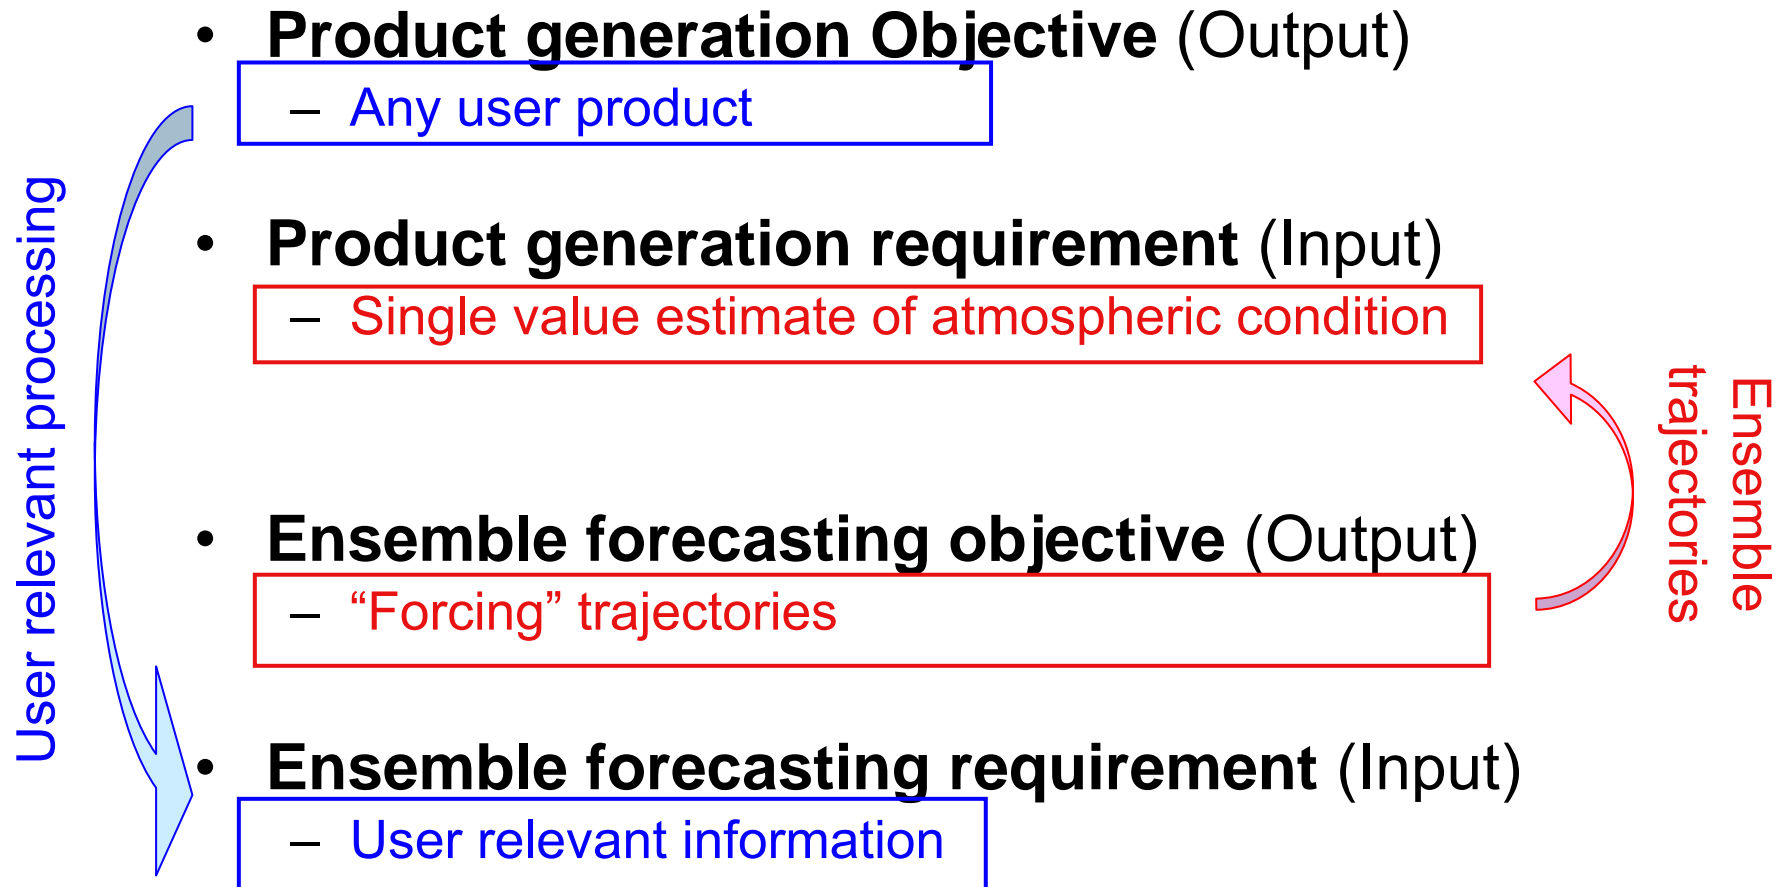 • Product generation Objective (Output)
– Any user product
• Product generation requirement (Input)
– Single value estimate of atmospheric condition
• Ensemble forecasting objective (Output)
– “Forcing” trajectories
• Ensemble forecasting requirement (Input)
– User relevant information
User relevant processing
Ensemble
trajectories